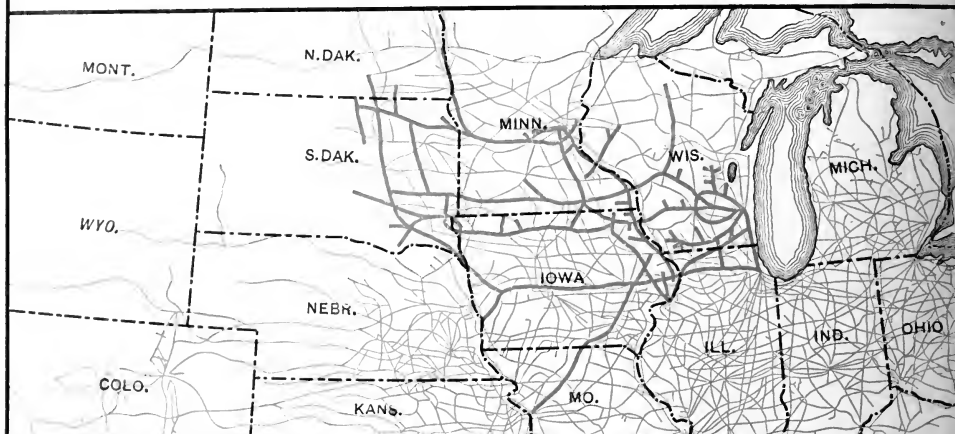 MONT.
N.DAK.
MINN.
S.DAK.
WIS.
MICH.
WYO.
IOWA
NEBR.
ILL.
IND.
OHIO
COLO.
KANS.
MO.